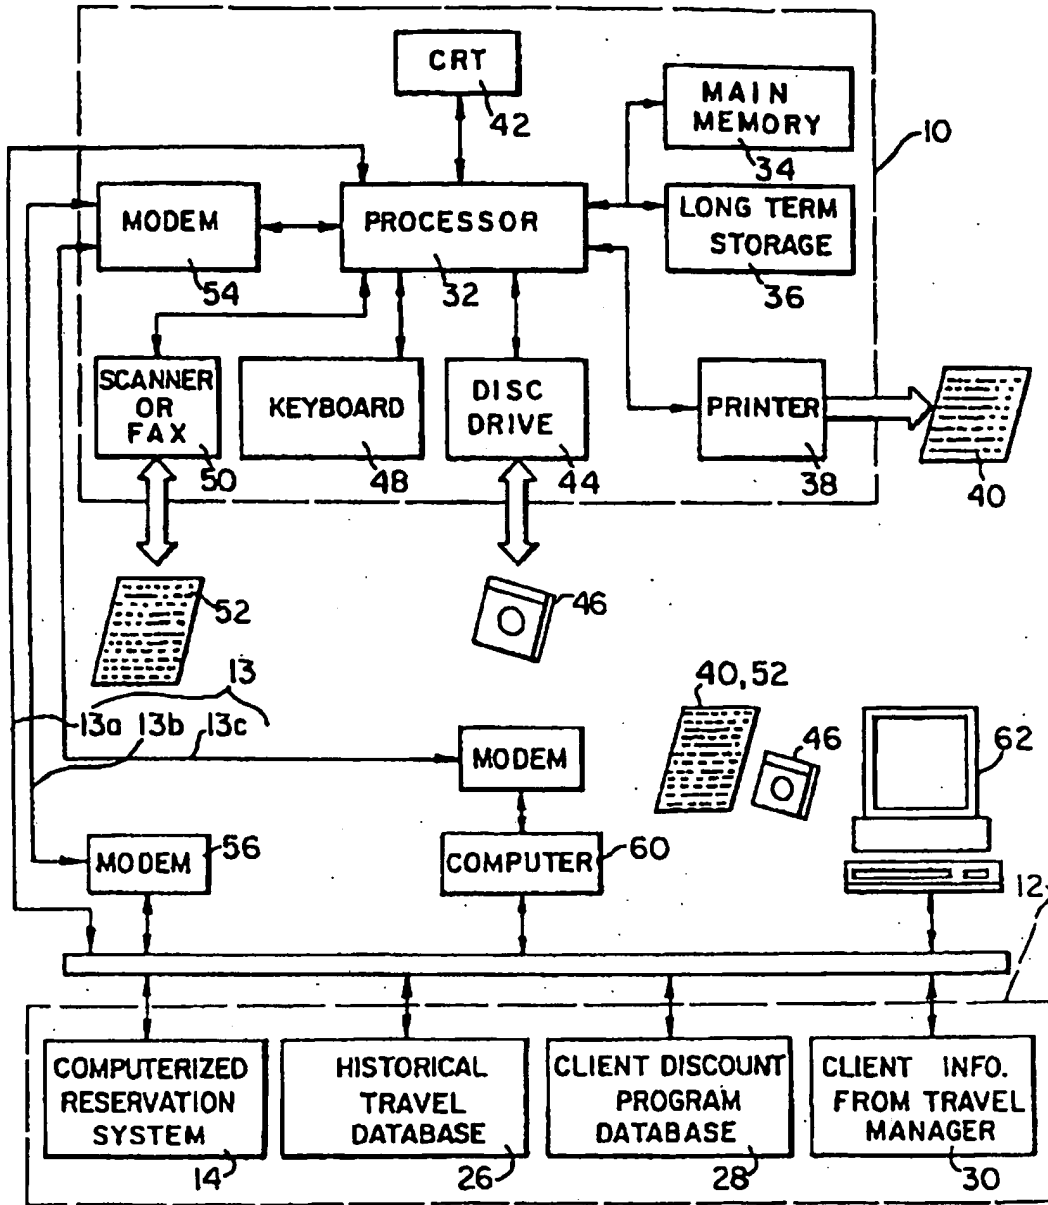 CRT
42
MAIN
MEMORY
34
10
MODEM
54
PROCESSOR
32
LONG TERM
STORAGE
36
SCANNER
OR
FAX
50
KEYBOARD
48
DISC
DRIVE
44
PRINTER
38
40
52
46
13
13a 13b 13c
40,52
46
62
MODEM
MODEM
56
COMPUTER
60
12
COMPUTERIZED
RESERVATION
SYSTEM
14
HISTORICAL
TRAVEL
DATABASE
26
CLIENT DISCOUNT
PROGRAM
DATABASE
28
CLIENT INFO.
FROM TRAVEL
MANAGER
30